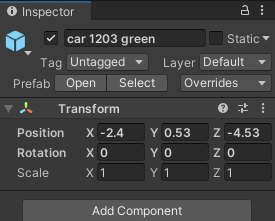 Inspector
car 1203 green Static
Tag Untagged Layer Default
Prefab Open Select Overrides
Transform
Position X -2.4 Y 0.53 Z -4.53
Rotation X 0 Y 0 Z 0
Scale X 1 Y 1 Z 1
Add Component